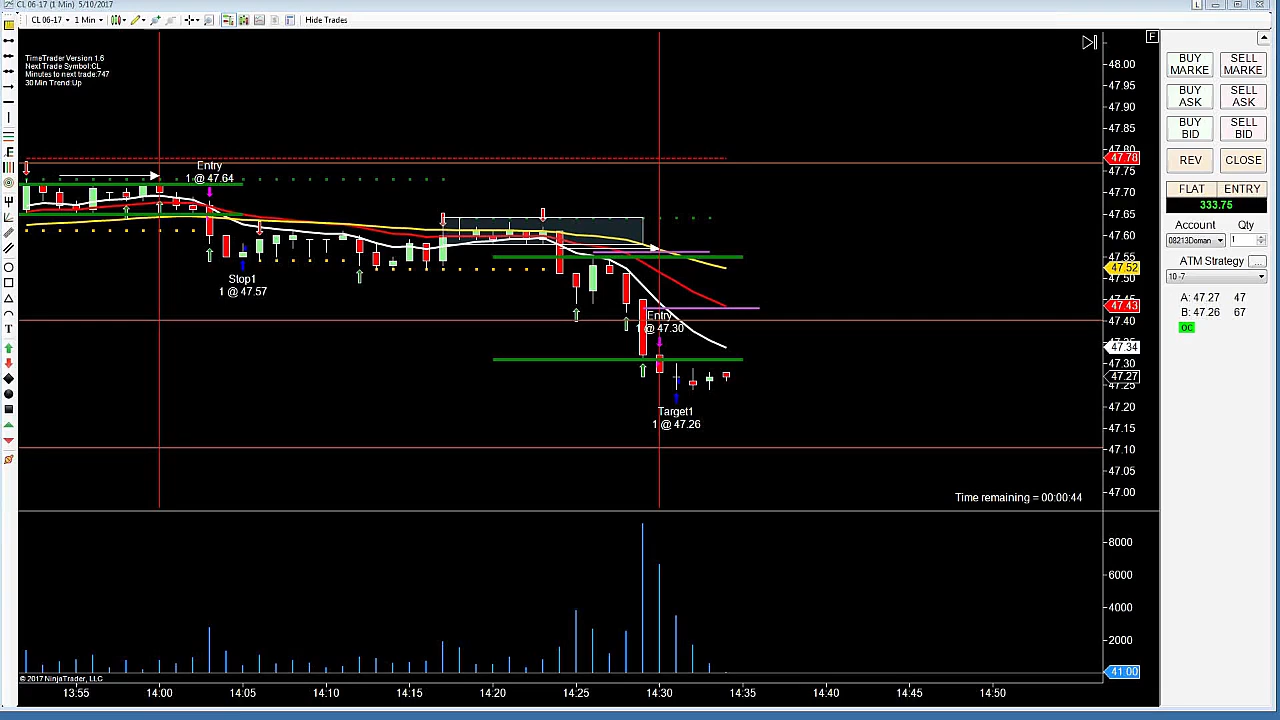 CL 06-17 (1 Min) 5/10/2017
L
CL 06-17 1 Min Hide Trades
F
TimeTrader Version 1.6
Next Trade Symbol:CL
Minutes to next trade:747
30 Min Trend:Up
Entry
1 @ 47.64
Stop1
1 @ 47.57
Entry
1 @ 47.30
Target1
1 @ 47.26
Time remaining = 00:00:44
© 2017 NinjaTrader, LLC
48.00
47.95
47.90
47.85
47.80
47.78
47.75
47.70
47.65
47.60
47.55
47.52
47.50
47.45
47.43
47.40
47.34
47.30
47.27
47.25
47.20
47.15
47.10
47.05
47.00
8000
6000
4000
2000
41.00
13:55 14:00 14:05 14:10 14:15 14:20 14:25 14:30 14:35 14:40 14:45 14:50
BUY MARKE
SELL MARKE
BUY ASK
SELL ASK
BUY BID
SELL BID
REV CLOSE
FLAT ENTRY
333.75
Account Qty
08213Doman 1
ATM Strategy ...
10 -7
A: 47.27 47
B: 47.26 67
OC
E
T